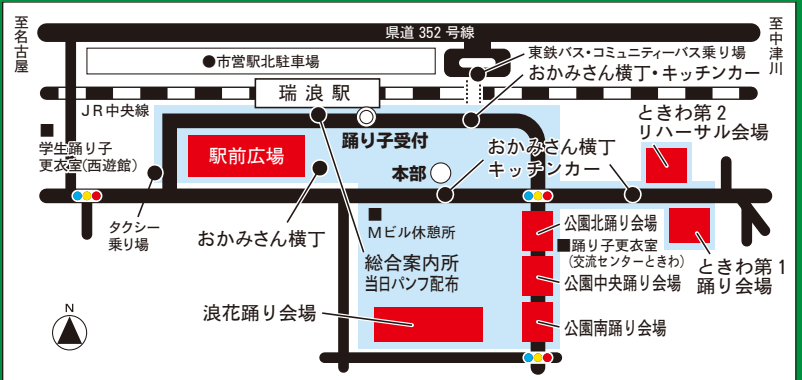 至名古屋
県道352号線
至中津川
●市営駅北駐車場
東鉄バス・コミュニティーバス乗り場
おかみさん横丁・キッチンカー
瑞浪駅
JR中央線
ときわ第2
リハーサル会場
■
学生踊り子
更衣室(西遊館)
駅前広場
踊り子受付
本部
おかみさん横丁
キッチンカー
タクシー
乗り場
おかみさん横丁
■
Mビル休憩所
公園北踊り会場
■踊り子更衣室
(交流センターときわ)
総合案内所
当日パンフ配布
公園中央踊り会場
ときわ第1
踊り会場
浪花踊り会場
公園南踊り会場
N